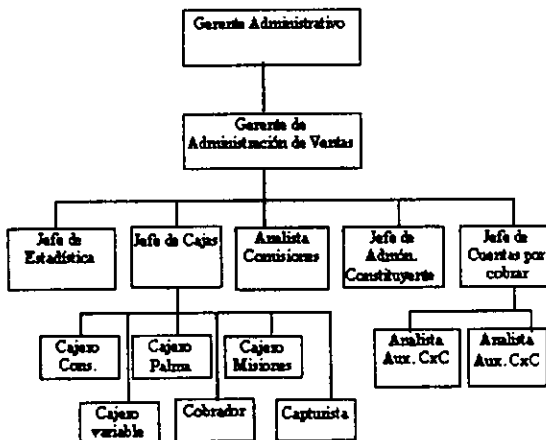 Gerente Administrativo
Gerente de
Administración de Ventas
Jefe de
Estadística
Jefe de Cajas
Analista
Comisiones
Jefe de
Admón.
Constituyente
Jefe de
Cuentas por
cobrar
Cajero
Cons.
Cajero
Palma
Cajero
Misiones
Analista
Aux. CxC
Analista
Aux. CxC
Cajero
variable
Cobrador
Capturista